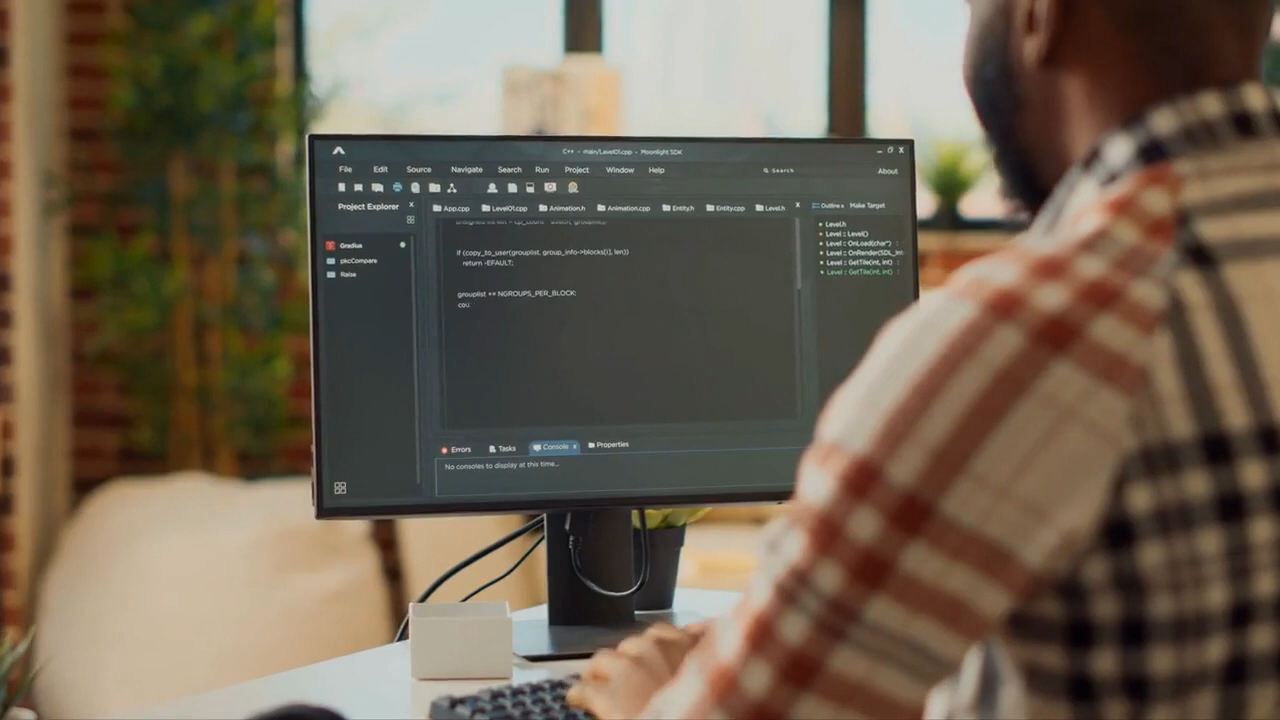 C++ - main/Level01.cpp - Moonlight SDK
File Edit Source Navigate Search Run Project Window Help Search About
Project Explorer
App.cpp Level01.cpp Animation.h Animation.cpp Entity.h Entity.cpp Level.h
Outline Make Target
Gradius
pkcCompare
Raise
if (copy_to_user(grouplist, group_info->blocks[i], len))
return -EFAULT;
grouplist += NGROUPS_PER_BLOCK;
cou
Level.h
Level :: Level()
Level :: OnLoad(char*)
Level :: OnRender(SDL_
Level :: GetTile(int, int)
Level :: GetTile(int, int)
Errors Tasks Console x Properties
No consoles to display at this time...